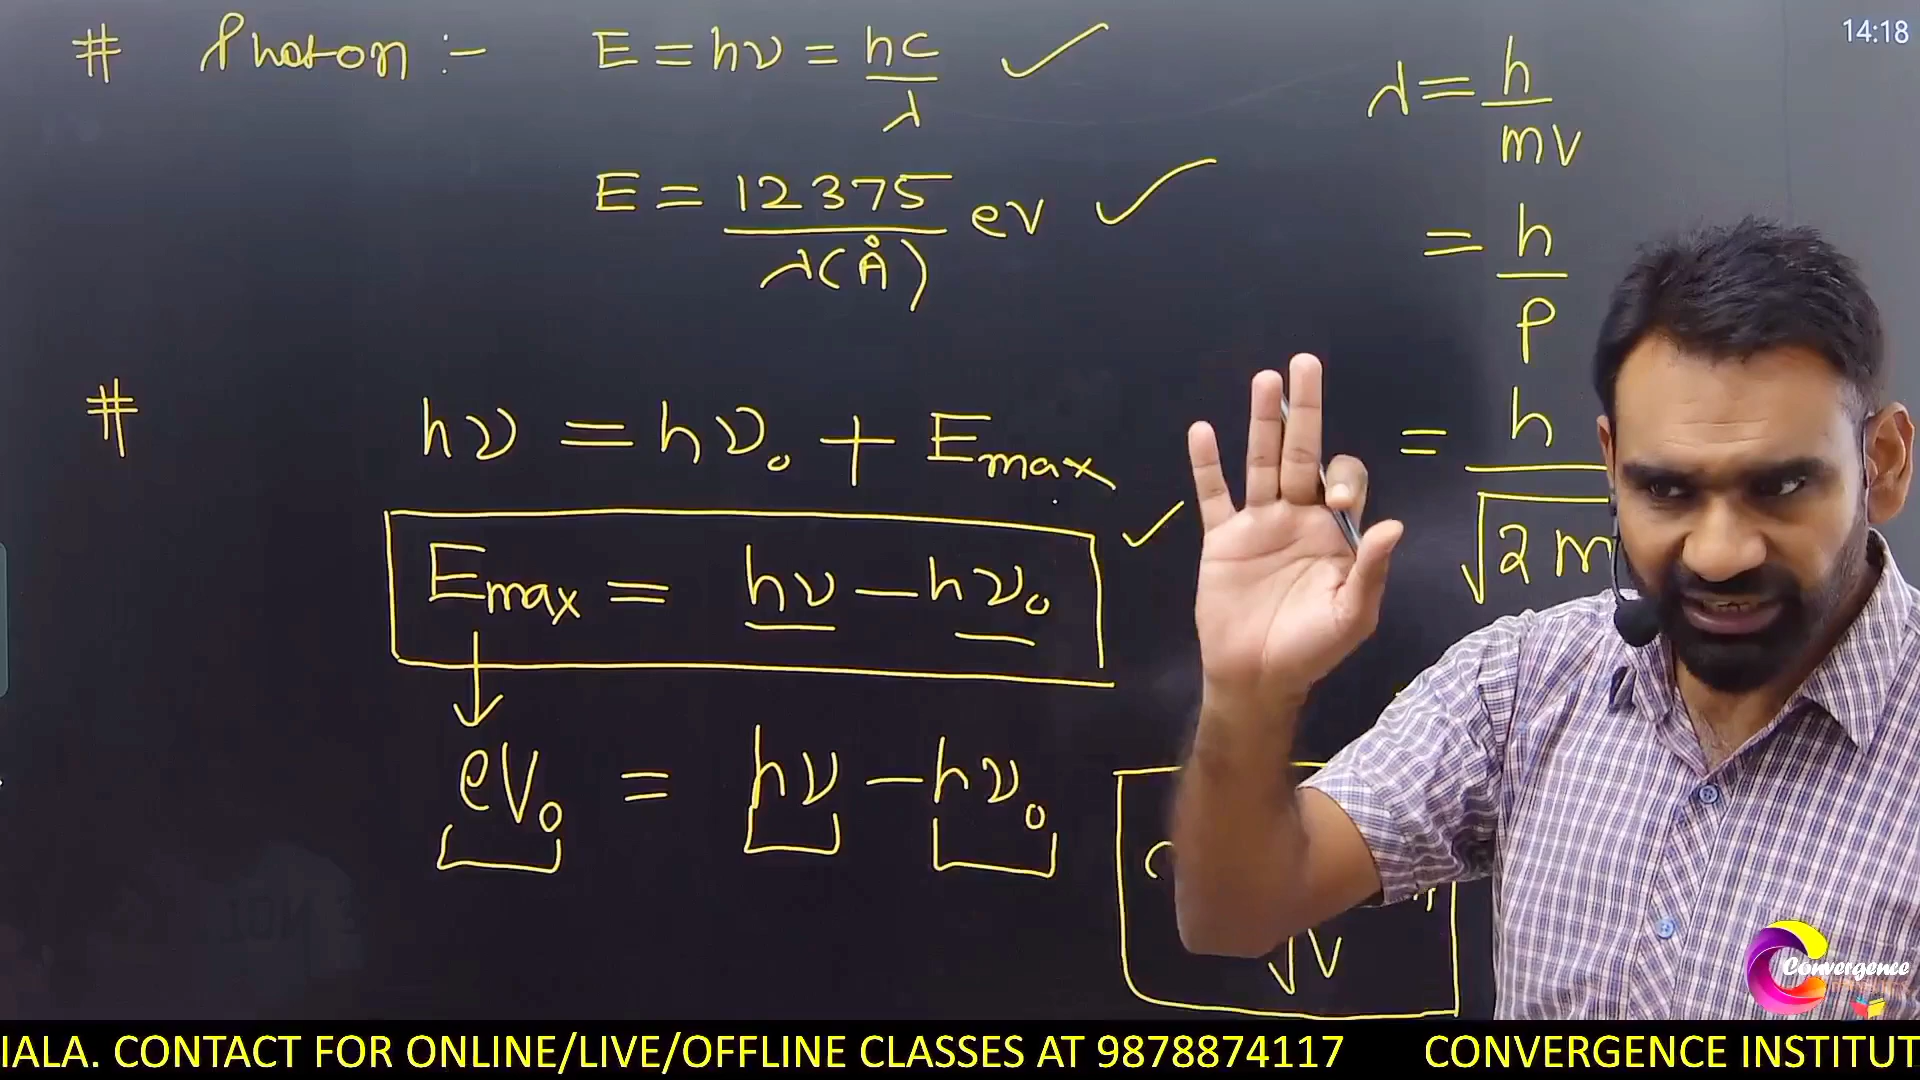 14:18
# Photon :- E = hν = hc/λ ✓
E = 12375/λ(Å) eV ✓
# hν = hν₀ + Emax
Emax = hν − hν₀ ✓
↓
eV₀ = hν − hν₀
λ = h/mv
= h/P
= h/√2m
√V
Convergence
IALA. CONTACT FOR ONLINE/LIVE/OFFLINE CLASSES AT 9878874117 CONVERGENCE INSTITUT